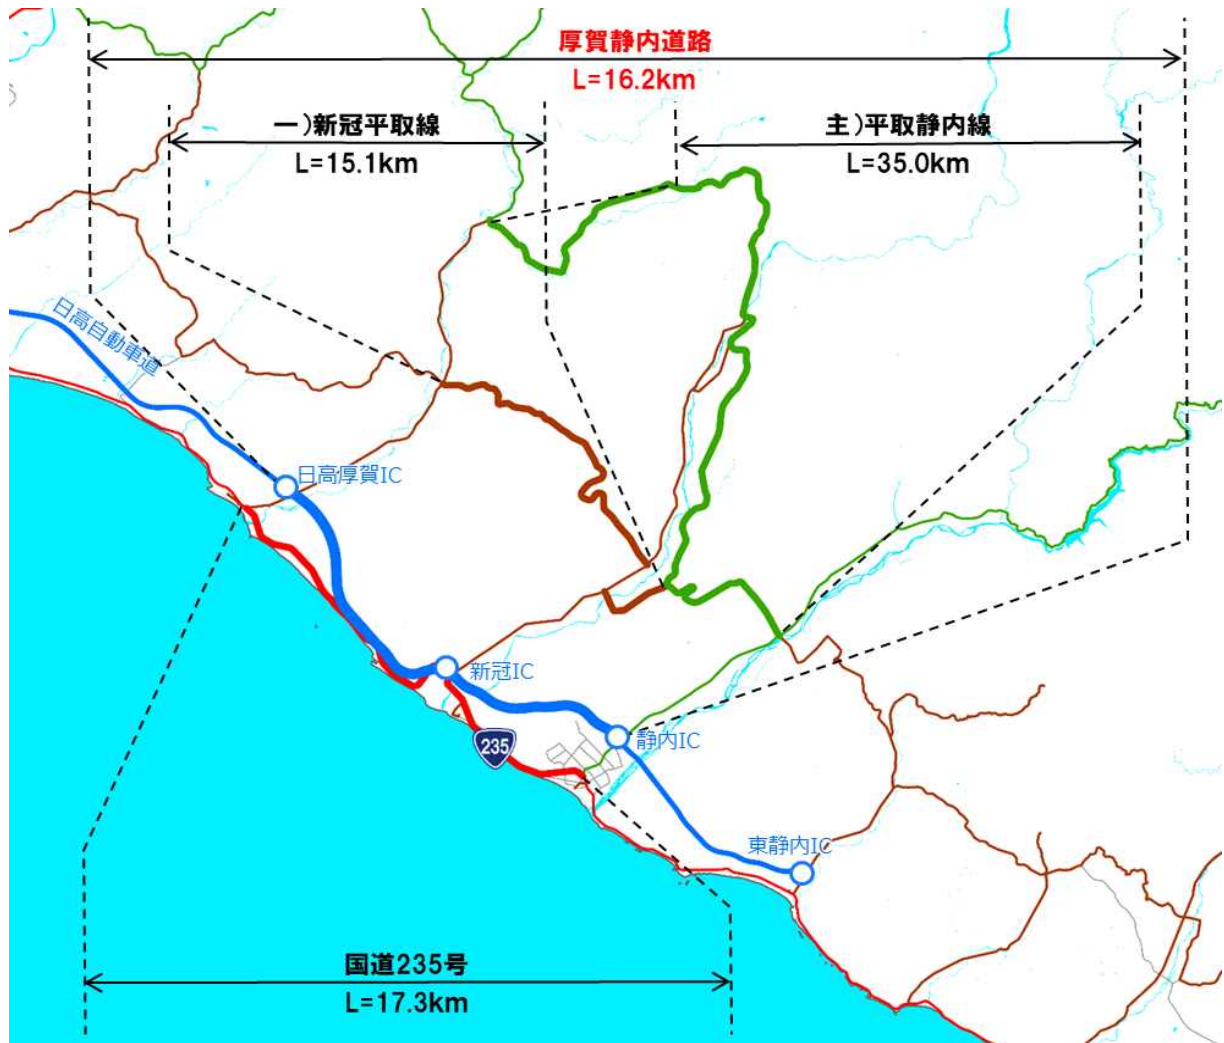 厚賀静内道路
L=16.2km
一)新冠平取線
L=15.1km
主)平取静内線
L=35.0km
日高自動車道
日高厚賀IC
新冠IC
235
静内IC
東静内IC
国道235号
L=17.3km